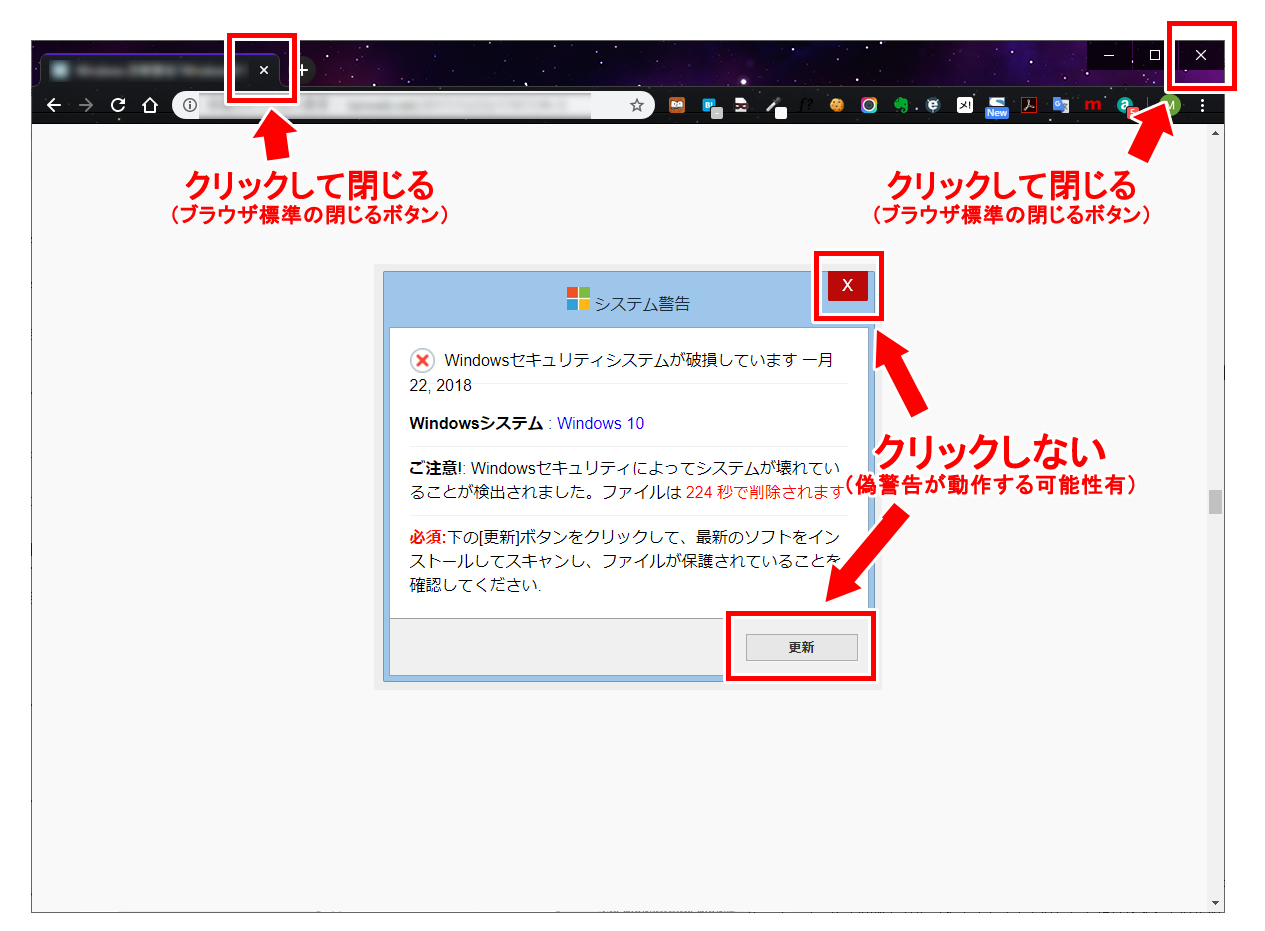 New
クリックして閉じる
（ブラウザ標準の閉じるボタン）
クリックして閉じる
（ブラウザ標準の閉じるボタン）
システム警告
X
Windowsセキュリティシステムが破損しています 一月
22, 2018
Windowsシステム : Windows 10
ご注意!: Windowsセキュリティによってシステムが壊れてい
ることが検出されました。ファイルは 224 秒で削除されます
クリックしない
（偽警告が動作する可能性有）
必須:下の[更新]ボタンをクリックして、最新のソフトをイン
ストールしてスキャンし、ファイルが保護されていることを
確認してください.
更新